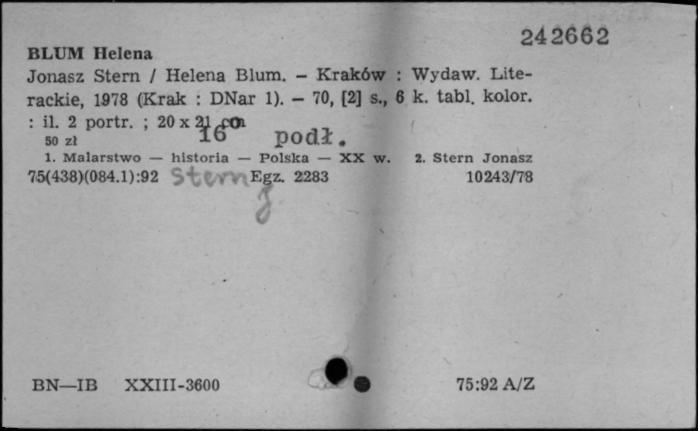 242662
BLUM Helena
Jonasz Stern / Helena Blum. — Kraków : Wydaw. Lite-
rackie, 1978 (Krak : DNar 1). — 70, [2] s., 6 k. tabl. kolor.
: il. 2 portr. ; 20 x 21 cm
50 zł 16 podł.
1. Malarstwo — historia — Polska — XX w. 2. Stern Jonasz
75(438)(084.1):92 Stern J Egz. 2283 10243/78
BN—IB XXIII-3600 75:92 A/Z